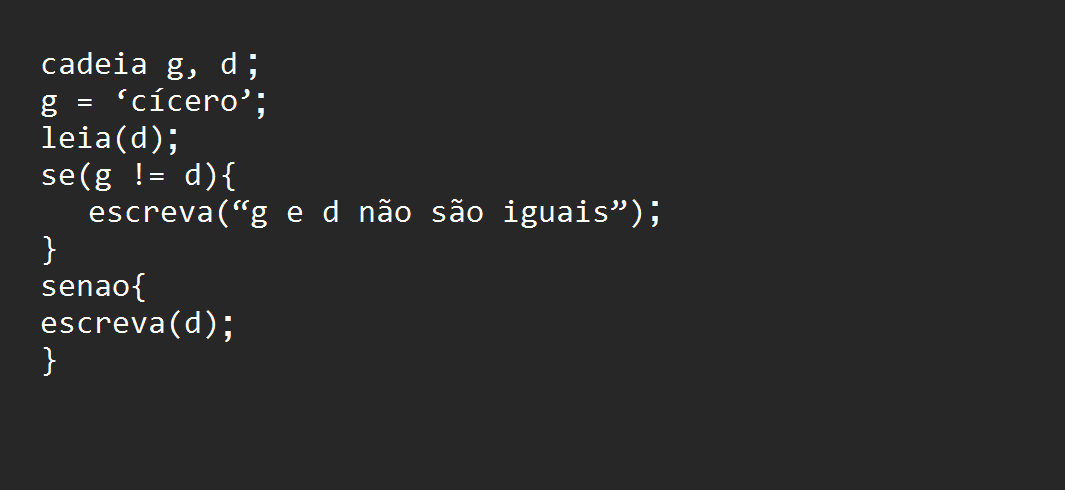 cadeia g, d ;
g = ‘cícero’;
leia(d);
se(g != d){
escreva(“g e d não são iguais”);
}
senao{
escreva(d);
}